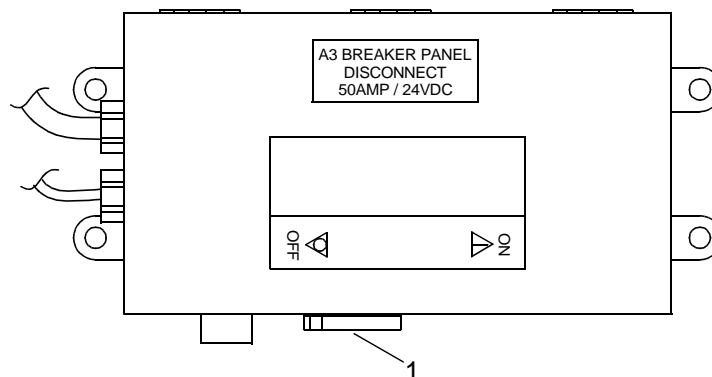 A3 BREAKER PANEL
DISCONNECT
50AMP / 24VDC
OFF
ON
1